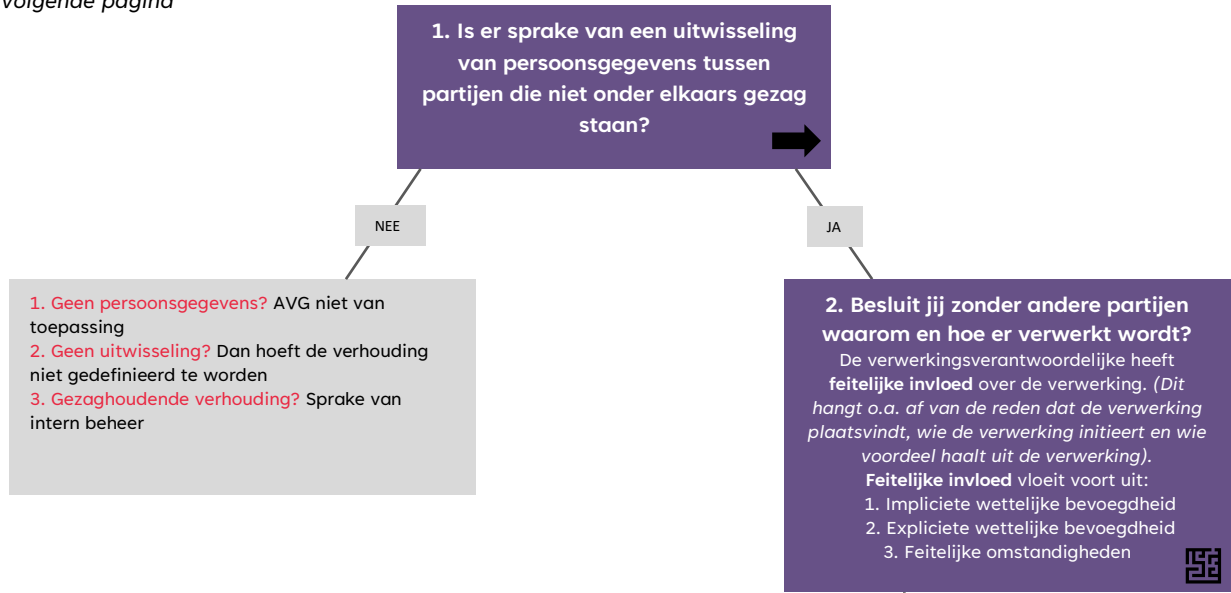 volgende pagina
1. Is er sprake van een uitwisseling
van persoonsgegevens tussen
partijen die niet onder elkaars gezag
staan?
NEE
JA
1. Geen persoonsgegevens? AVG niet van
toepassing
2. Geen uitwisseling? Dan hoeft de verhouding
niet gedefinieerd te worden
3. Gezaghoudende verhouding? Sprake van
intern beheer
2. Besluit jij zonder andere partijen
waarom en hoe er verwerkt wordt?
De verwerkingsverantwoordelijke heeft
feitelijke invloed over de verwerking. (Dit
hangt o.a. af van de reden dat de verwerking
plaatsvindt, wie de verwerking initieert en wie
voordeel haalt uit de verwerking).
Feitelijke invloed vloeit voort uit:
1. Impliciete wettelijke bevoegdheid
2. Expliciete wettelijke bevoegdheid
3. Feitelijke omstandigheden